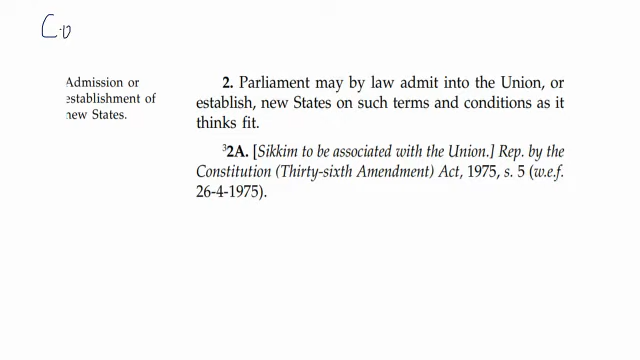 Admission or
establishment of
new States.
2. Parliament may by law admit into the Union, or
establish, new States on such terms and conditions as it
thinks fit.
³2A. [Sikkim to be associated with the Union.] Rep. by the
Constitution (Thirty-sixth Amendment) Act, 1975, s. 5 (w.e.f.
26-4-1975).